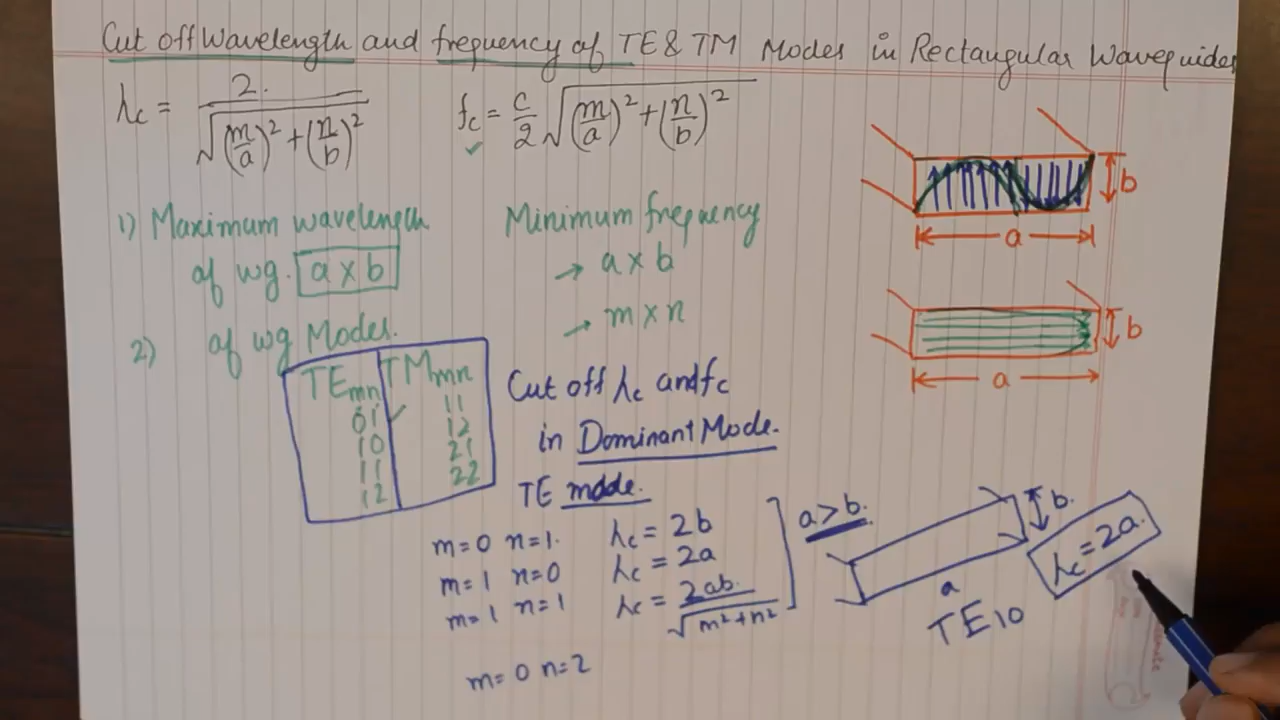 Cut off Wavelength and frequency of TE & TM Modes in Rectangular Waveguides
λc = 2 / √((m/a)² + (n/b)²)
fc = c/2 √((m/a)² + (n/b)²)
b
a
1) Maximum wavelength
of wg. a x b
2) of wg Modes.
Minimum frequency
→ a x b
→ m x n
b
a
TEmn TMmn
01 11
10 12
11 21
12 22
Cut off λc and fc
in Dominant Mode.
TE mode.
m=0 n=1. λc = 2b
m=1 n=0 λc = 2a
m=1 n=1 λc = 2ab. / √(m²+n²)
m=0 n=2
a > b.
b.
a
TE10
λc = 2a.